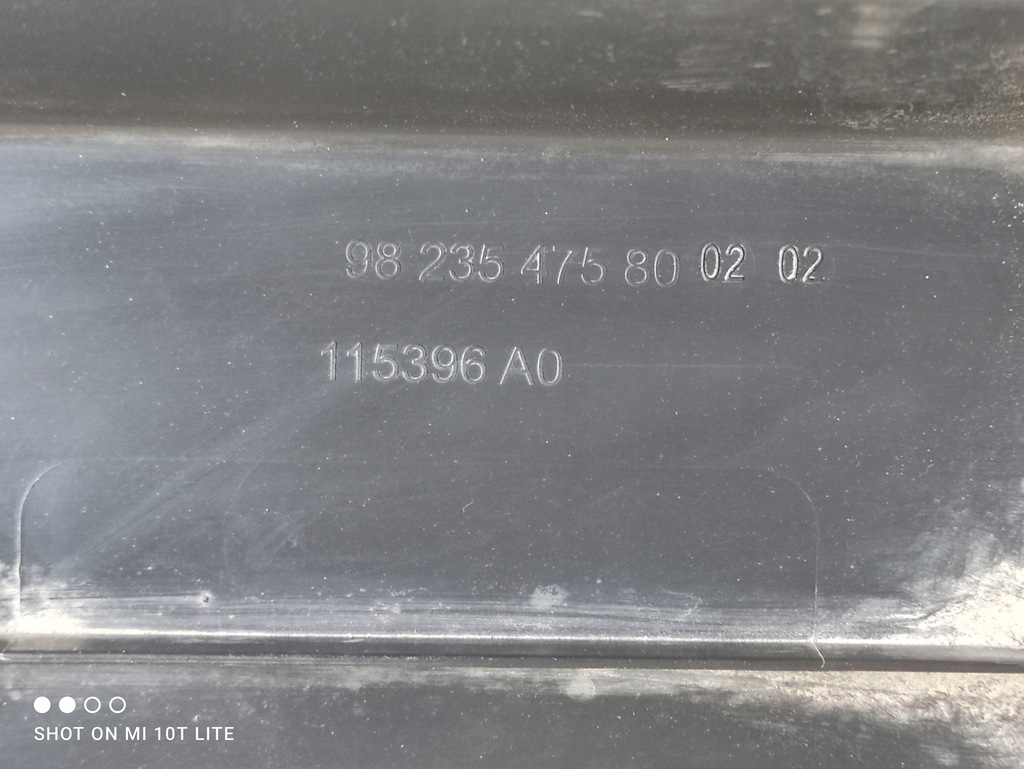 98 235 475 80 02 02
115396 A0
SHOT ON MI 10T LITE